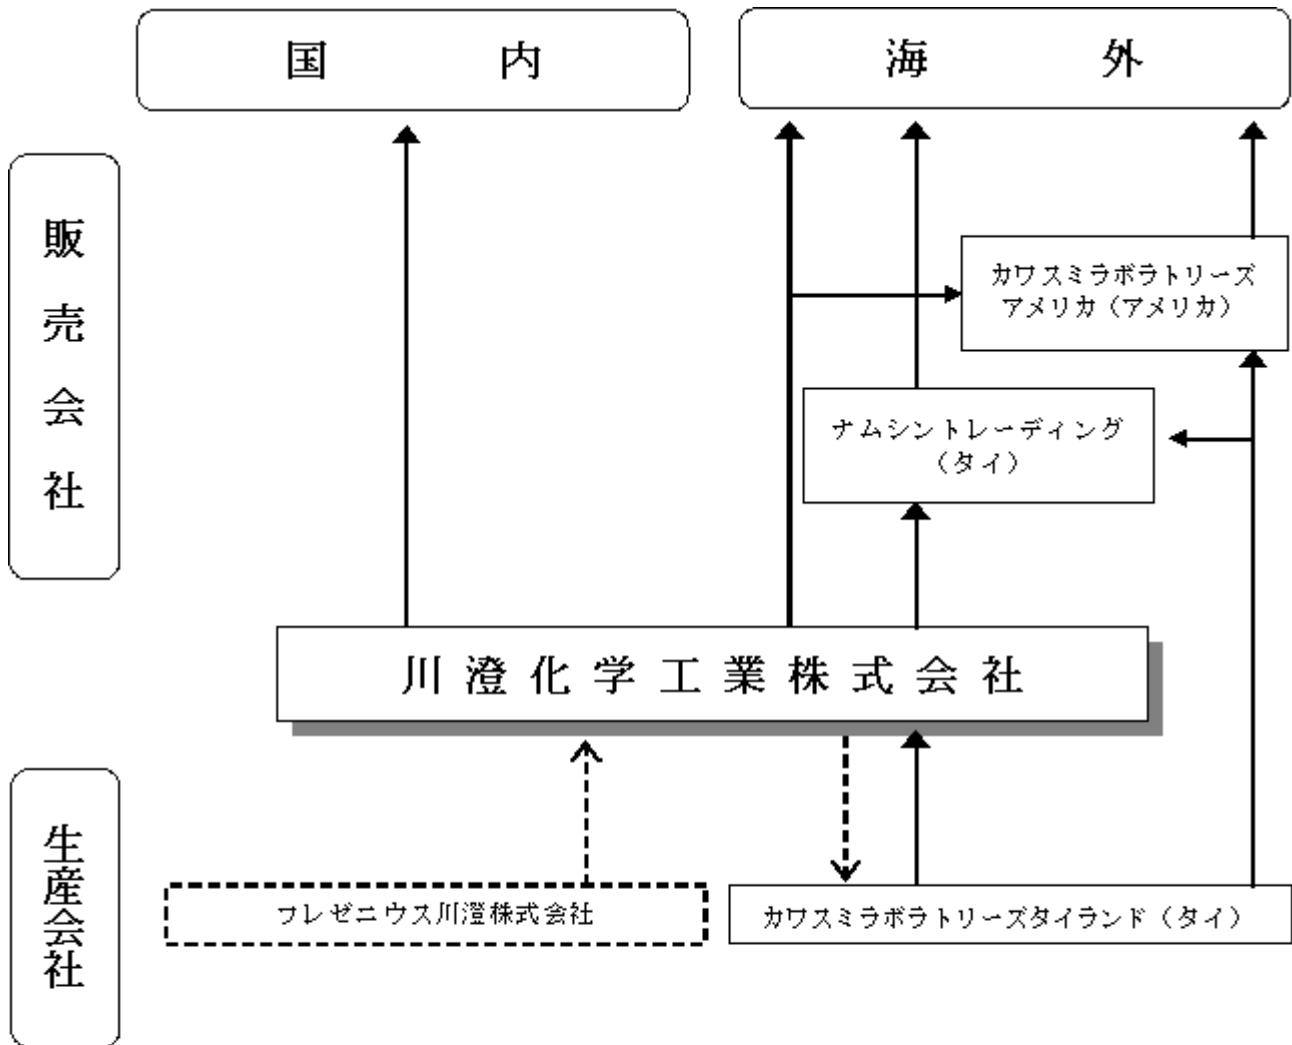 国内
海外
販売会社
カワスミラボラトリーズ
アメリカ（アメリカ）
ナムシントレーディング
（タイ）
川澄化学工業株式会社
生産会社
フレゼニウス川澄株式会社
カワスミラボラトリーズタイランド（タイ）